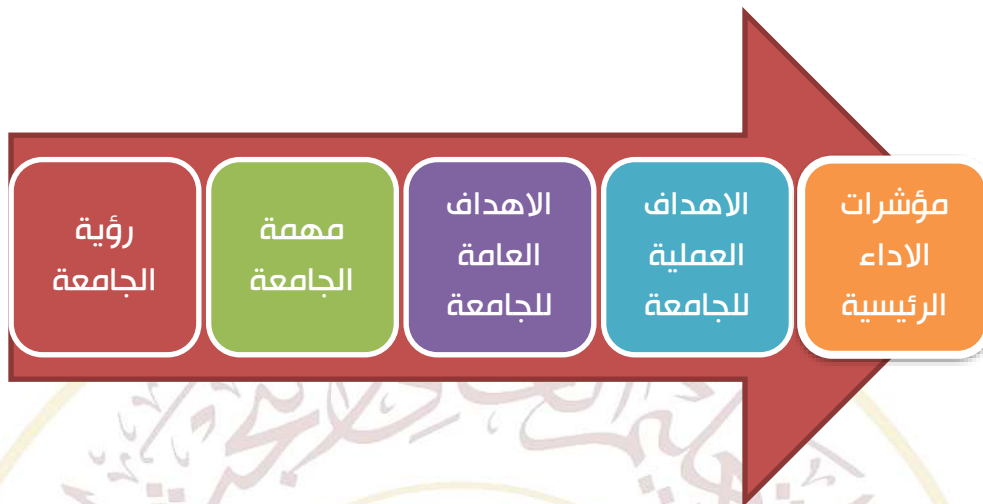 رؤية
الجامعة
مهمة
الجامعة
الاهداف
العامة
للجامعة
الاهداف
العملية
للجامعة
مؤشرات
الاداء
الرئيسية